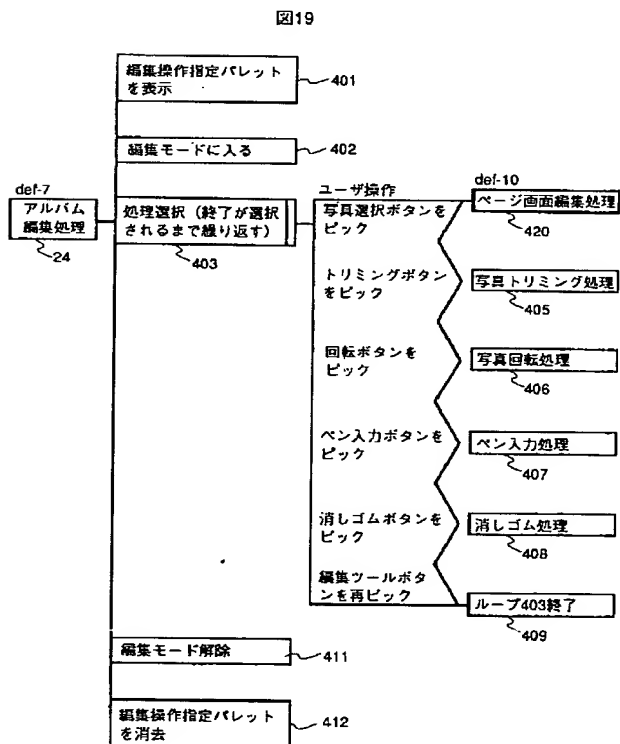 図19
編集操作指定パレット
を表示
401
編集モードに入る
402
def-7
アルバム
編集処理
24
処理選択（終了が選択
されるまで繰り返す）
403
ユーザ操作
写真選択ボタンを
ピック
def-10
ページ画面編集処理
420
トリミングボタン
をピック
写真トリミング処理
405
回転ボタンを
ピック
写真回転処理
406
ペン入力ボタンを
ピック
ペン入力処理
407
消しゴムボタンを
ピック
消しゴム処理
408
編集ツールボタ
ンを再ピック
ループ403終了
409
編集モード解除
411
編集操作指定パレット
を消去
412